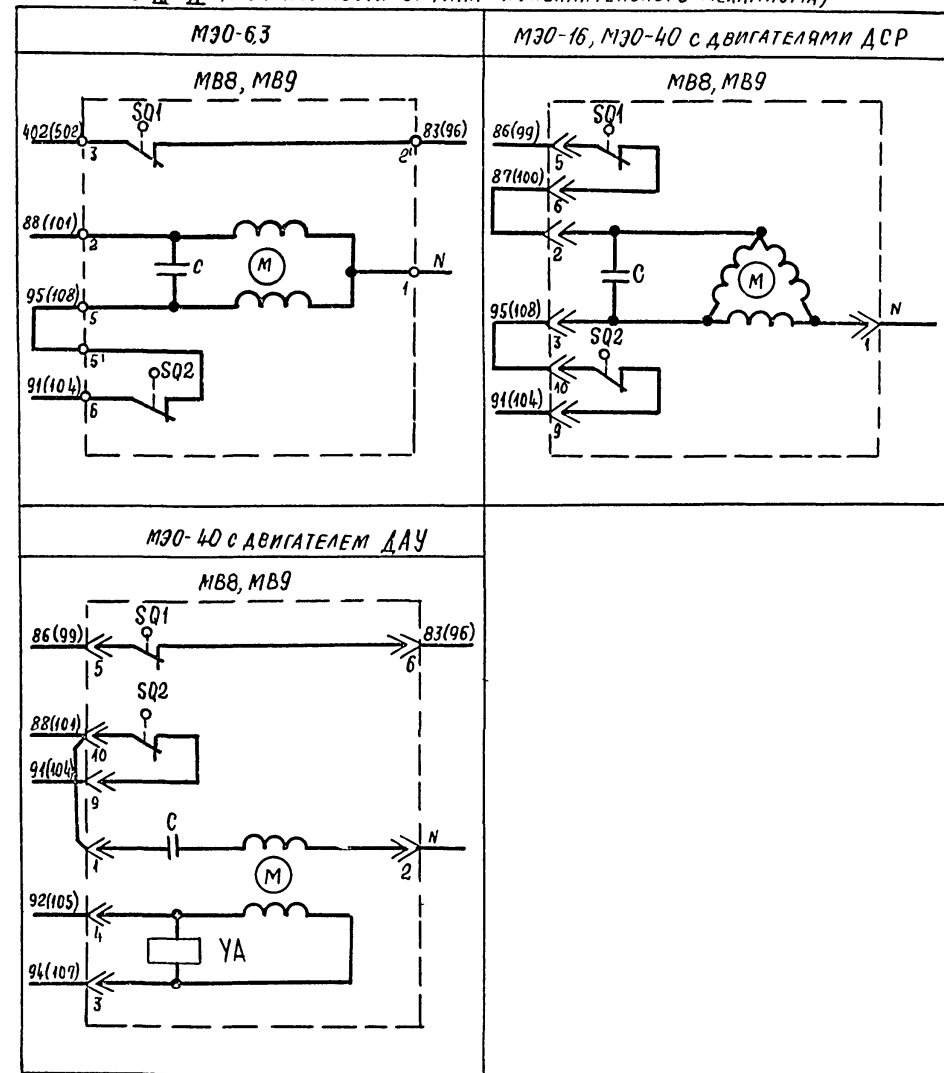 МЭО-6,3
МВ8, МВ9
SQ1
402(502)
3
83(96)
2'
88(101)
2
C
М
N
1
95(108)
5
5'
SQ2
91(104)
6
МЭО-16, МЭО-40 С ДВИГАТЕЛЯМИ ДСР
МВ8, МВ9
SQ1
86(99)
5
87(100)
6
2
C
М
N
95(108)
3
1
SQ2
10
91(104)
9
МЭО-40 С ДВИГАТЕЛЕМ ДАУ
МВ8, МВ9
SQ1
86(99)
5
83(96)
6
SQ2
88(101)
10
91(104)
9
C
N
1
2
М
92(105)
4
YA
94(107)
3